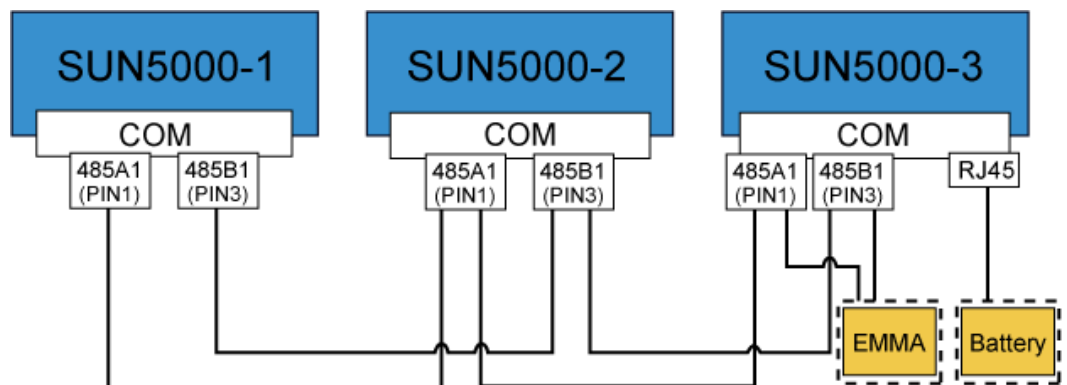 SUN5000-1
SUN5000-2
SUN5000-3
COM
COM
COM
485A1
(PIN1)
485B1
(PIN3)
485A1
(PIN1)
485B1
(PIN3)
485A1
(PIN1)
485B1
(PIN3)
RJ45
EMMA
Battery